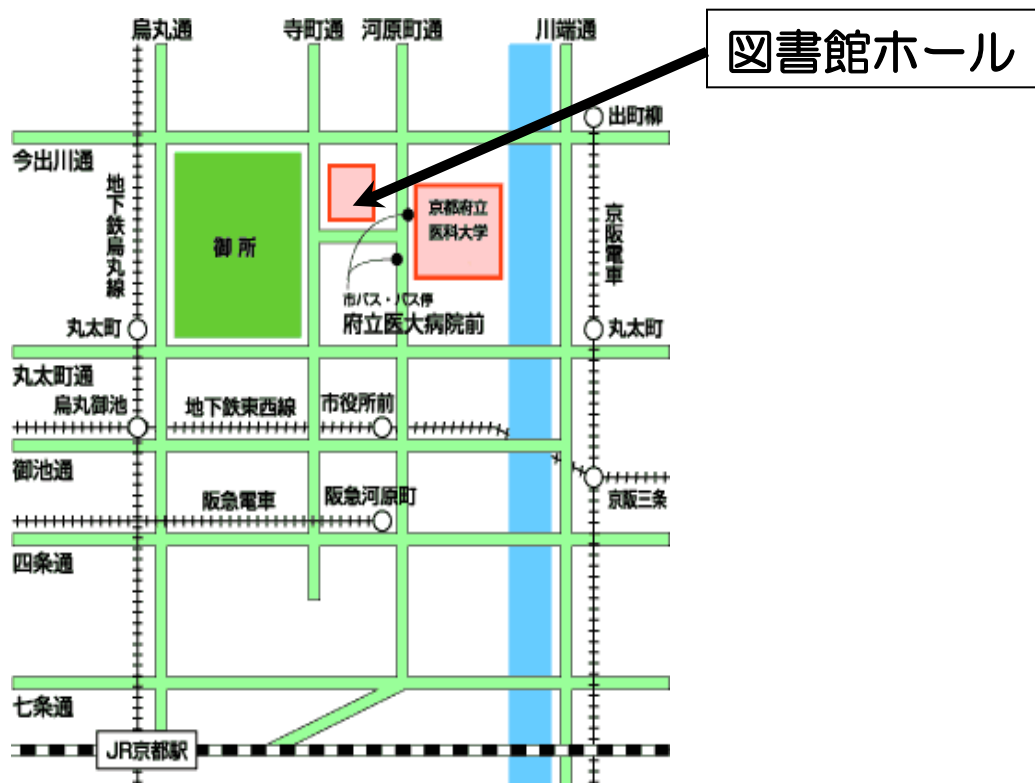 烏丸通
寺町通
河原町通
川端通
図書館ホール
出町柳
今出川通
地下鉄烏丸線
御所
京都府立
医科大学
京阪電車
市バス・バス停
府立医大病院前
丸太町
丸太町
丸太町通
烏丸御池
地下鉄東西線
市役所前
御池通
京阪三条
阪急電車
阪急河原町
四条通
七条通
JR京都駅